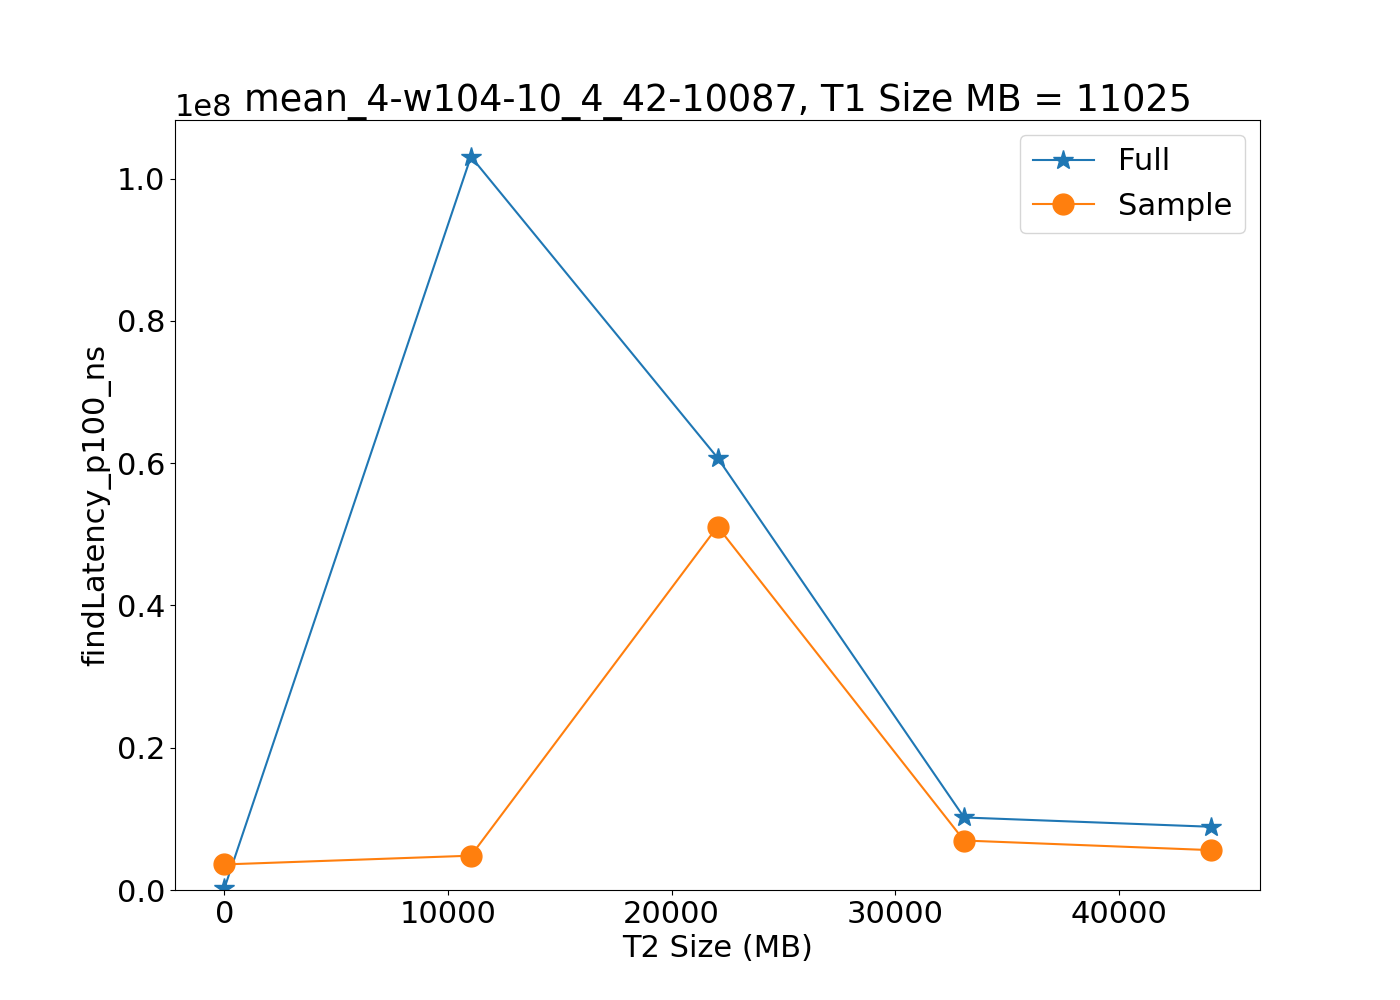 1e8 mean_4-w104-10_4_42-10087, T1 Size MB = 11025
Full
Sample
findLatency_p100_ns
1.0
0.8
0.6
0.4
0.2
0.0
0 10000 20000 30000 40000
T2 Size (MB)